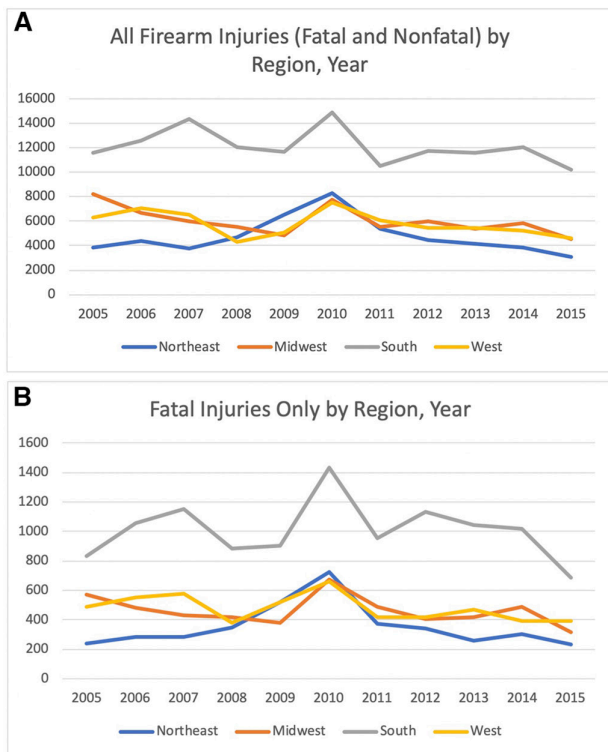 A
All Firearm Injuries (Fatal and Nonfatal) by
Region, Year
16000
14000
12000
10000
8000
6000
4000
2000
0
2005 2006 2007 2008 2009 2010 2011 2012 2013 2014 2015
Northeast Midwest South West
B
Fatal Injuries Only by Region, Year
1600
1400
1200
1000
800
600
400
200
0
2005 2006 2007 2008 2009 2010 2011 2012 2013 2014 2015
Northeast Midwest South West